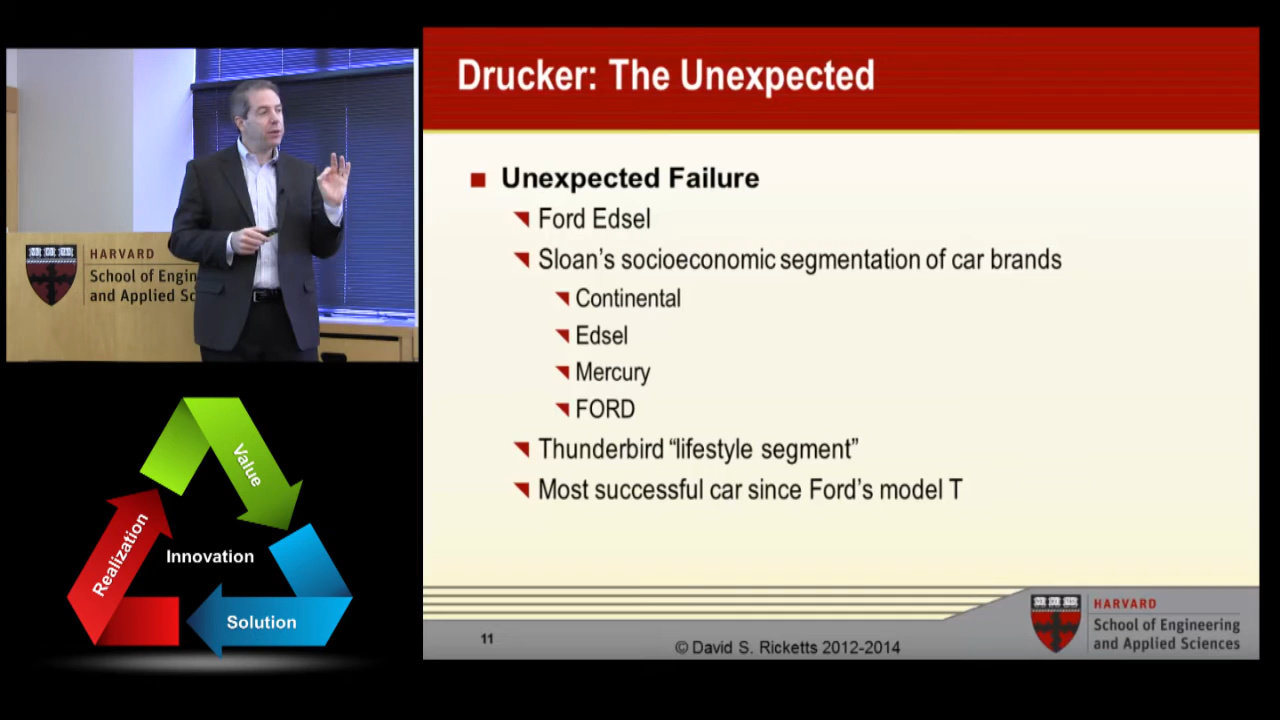 Drucker: The Unexpected
Unexpected Failure
Ford Edsel
Sloan's socioeconomic segmentation of car brands
Continental
Edsel
Mercury
FORD
Thunderbird “lifestyle segment”
Most successful car since Ford's model T
11
© David S. Ricketts 2012-2014
HARVARD
School of Engineering
and Applied Sciences
HARVARD
School of Engin
and Applied Sc
Value
Realization
Innovation
Solution